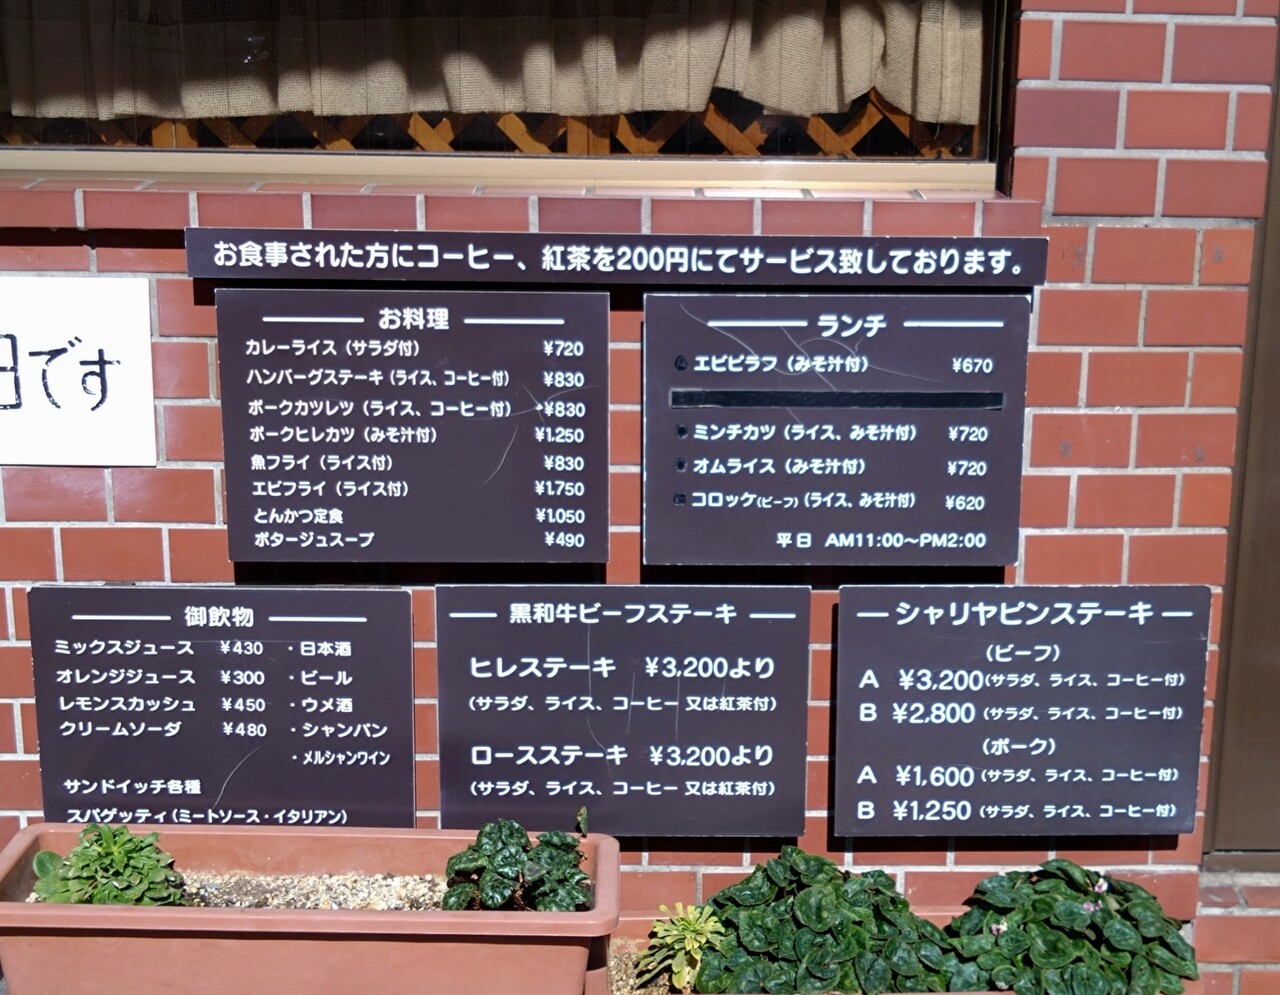 お食事された方にコーヒー、紅茶を200円にてサービス致しております。
日です
お料理
カレーライス（サラダ付） ¥720
ハンバーグステーキ（ライス、コーヒー付） ¥830
ポークカツレツ（ライス、コーヒー付） ¥830
ポークヒレカツ（みそ汁付） ¥1,250
魚フライ（ライス付） ¥830
エビフライ（ライス付） ¥1,750
とんかつ定食 ¥1,050
ポタージュスープ ¥490
ランチ
エビピラフ（みそ汁付） ¥670
ミンチカツ（ライス、みそ汁付） ¥720
オムライス（みそ汁付） ¥720
コロッケ（ビーフ）（ライス、みそ汁付） ¥620
平日 AM11:00〜PM2:00
御飲物
ミックスジュース ¥430 ・日本酒
オレンジジュース ¥300 ・ビール
レモンスカッシュ ¥450 ・ウメ酒
クリームソーダ ¥480 ・シャンパン
・メルシャンワイン
サンドイッチ各種
スパゲッティ（ミートソース・イタリアン）
黒和牛ビーフステーキ
ヒレステーキ ¥3,200より
（サラダ、ライス、コーヒー又は紅茶付）
ロースステーキ ¥3,200より
（サラダ、ライス、コーヒー又は紅茶付）
シャリヤピンステーキ
（ビーフ）
A ¥3,200（サラダ、ライス、コーヒー付）
B ¥2,800（サラダ、ライス、コーヒー付）
（ポーク）
A ¥1,600（サラダ、ライス、コーヒー付）
B ¥1,250（サラダ、ライス、コーヒー付）